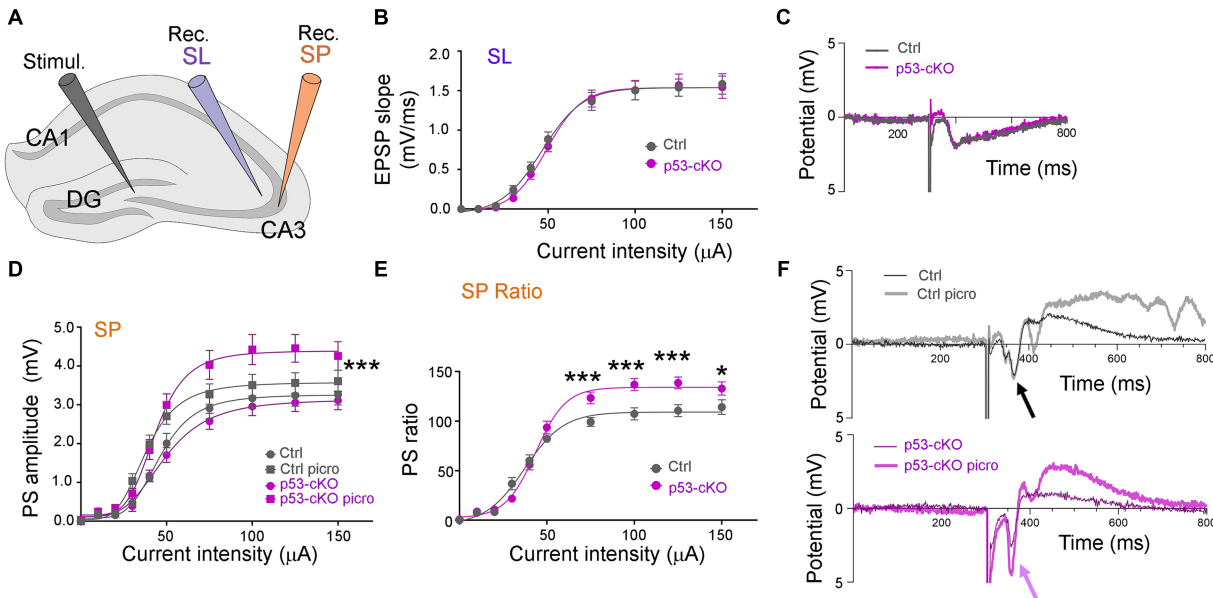 A
Rec.
SL
Rec.
SP
Stimul.
CA1
DG
CA3
B
SL
EPSP slope
(mV/ms)
2.0
1.5
1.0
0.5
0.0
50
100
150
Ctrl
p53-cKO
Current intensity (μA)
C
Ctrl
p53-cKO
Potential (mV)
5
0
5
200
800
Time (ms)
D
SP
PS amplitude (mV)
5.0
4.0
3.0
2.0
1.0
0.0
***
Ctrl
Ctrl picro
p53-cKO
p53-cKO picro
0
50
100
150
Current intensity (μA)
E
SP Ratio
PS ratio
150
100
50
0
***
***
***
*
Ctrl
p53-cKO
50
100
150
Current intensity (μA)
F
Ctrl
Ctrl picro
Potential (mV)
5
0
5
200
400
600
800
Time (ms)
p53-cKO
p53-cKO picro
Potential (mV)
5
0
5
200
400
600
800
Time (ms)